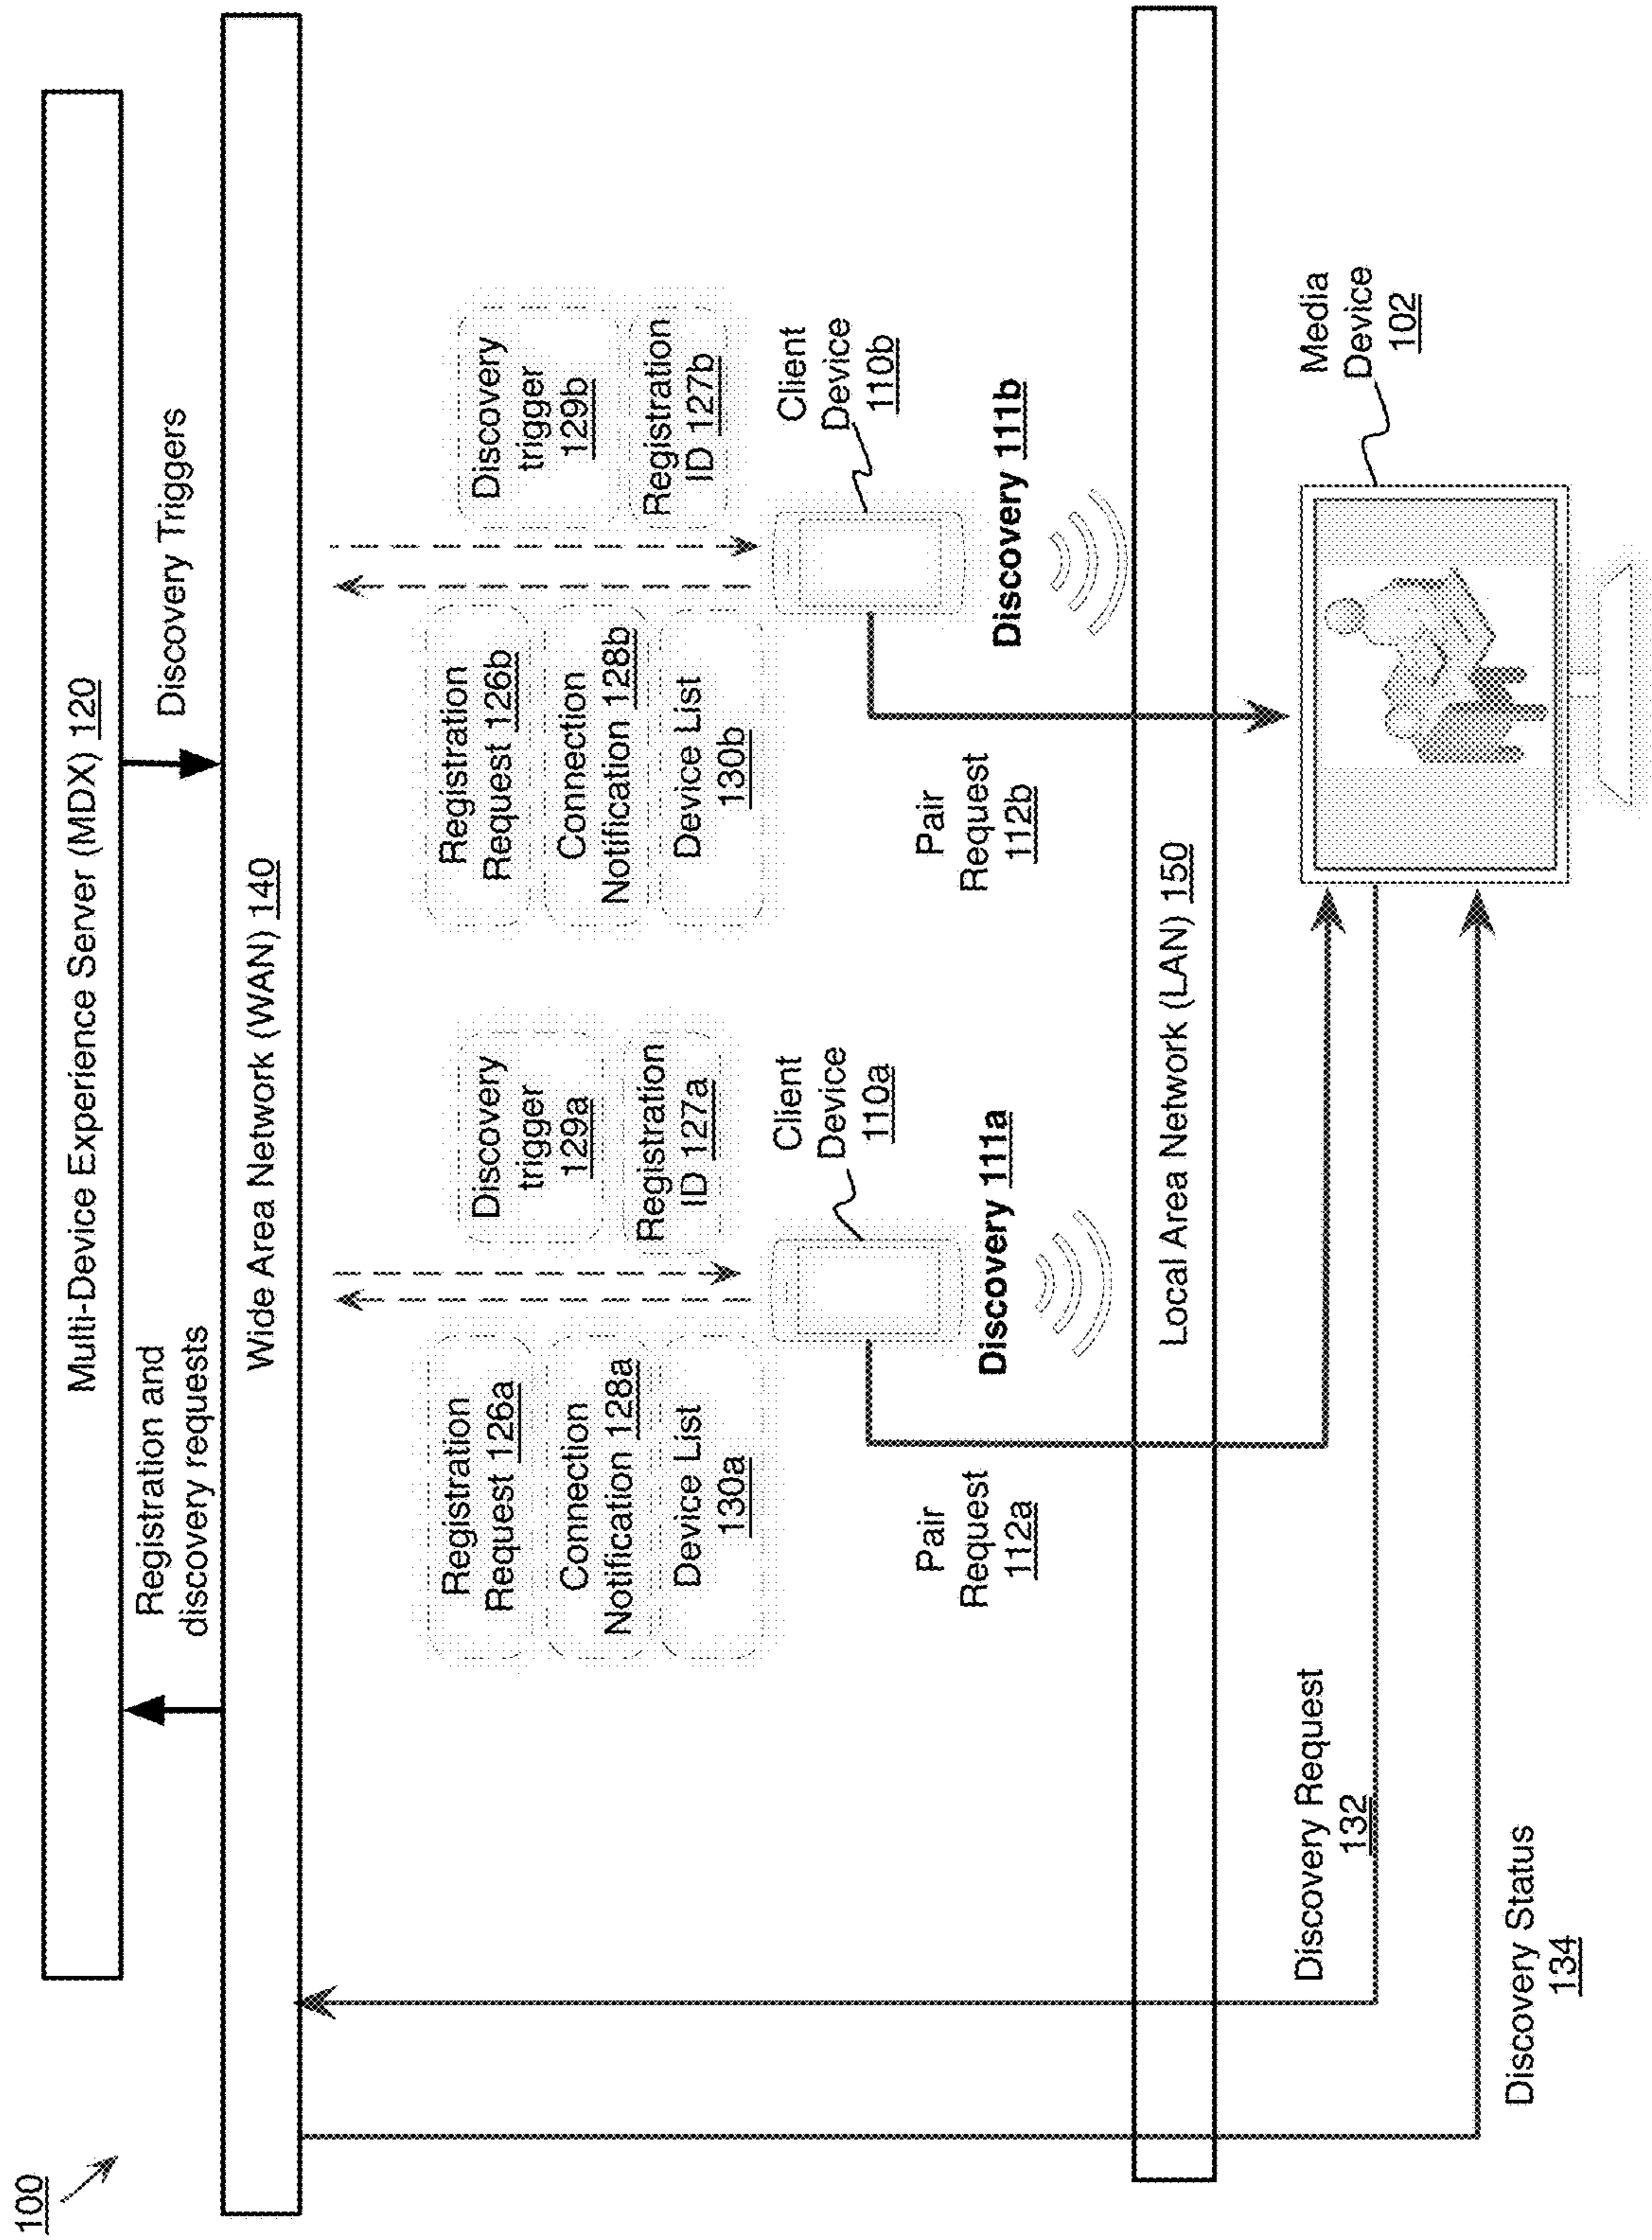 100
Multi-Device Experience Server (MDX) 120
Registration and
discovery requests
Discovery Triggers
Wide Area Network (WAN) 140
Registration
Request 126a
Connection
Notification 128a
Device List
130a
Discovery
trigger
129a
Registration
ID 127a
Registration
Request 126b
Connection
Notification 128b
Device List
130b
Discovery
trigger
129b
Registration
ID 127b
Client
Device
110a
Client
Device
110b
Pair
Request
112a
Discovery 111a
Pair
Request
112b
Discovery 111b
Local Area Network (LAN) 150
Discovery Request
132
Media
Device
102
Discovery Status
134